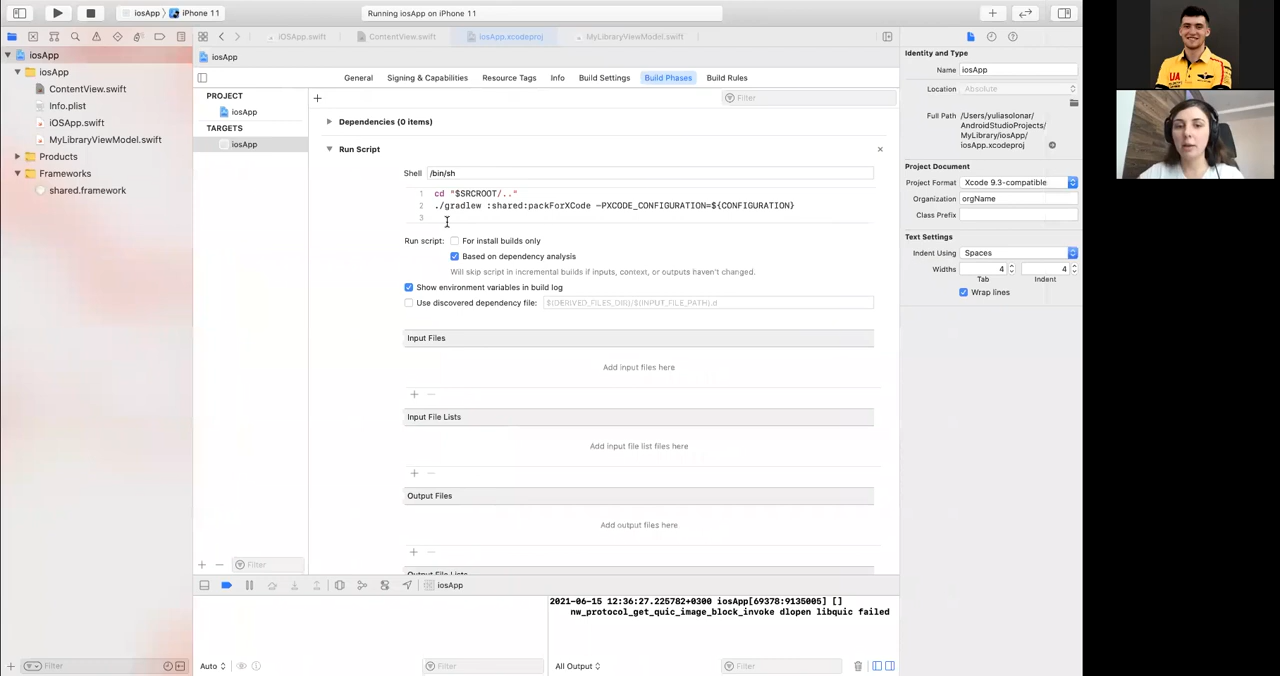 iosApp
iPhone 11
Running iosApp on iPhone 11
iOSApp.swift
ContentView.swift
iosApp.xcodeproj
MyLibraryViewModel.swift
iosApp
iosApp
ContentView.swift
Info.plist
iOSApp.swift
MyLibraryViewModel.swift
Products
Frameworks
shared.framework
Filter
iosApp
General
Signing & Capabilities
Resource Tags
Info
Build Settings
Build Phases
Build Rules
PROJECT
iosApp
TARGETS
iosApp
Filter
Filter
Dependencies (0 items)
Run Script
Shell /bin/sh
1 cd "$SRCROOT/.."
2 ./gradlew :shared:packForXCode -PXCODE_CONFIGURATION=${CONFIGURATION}
3
Run script: For install builds only
Based on dependency analysis
Will skip script in incremental builds if inputs, context, or outputs haven't changed.
Show environment variables in build log
Use discovered dependency file: $(DERIVED_FILES_DIR)/$(INPUT_FILE_PATH).d
Input Files
Add input files here
Input File Lists
Add input file list files here
Output Files
Add output files here
iosApp
2021-06-15 12:36:27.225782+0300 iosApp[69378:9135005] []
nw_protocol_get_quic_image_block_invoke dlopen libquic failed
Auto
Filter
All Output
Filter
Identity and Type
Name iosApp
Location Absolute
Full Path /Users/yuliasolonar/
AndroidStudioProjects/
MyLibrary/iosApp/
iosApp.xcodeproj
Project Document
Project Format Xcode 9.3-compatible
Organization orgName
Class Prefix
Text Settings
Indent Using Spaces
Widths 4 4
Tab Indent
Wrap lines
UA